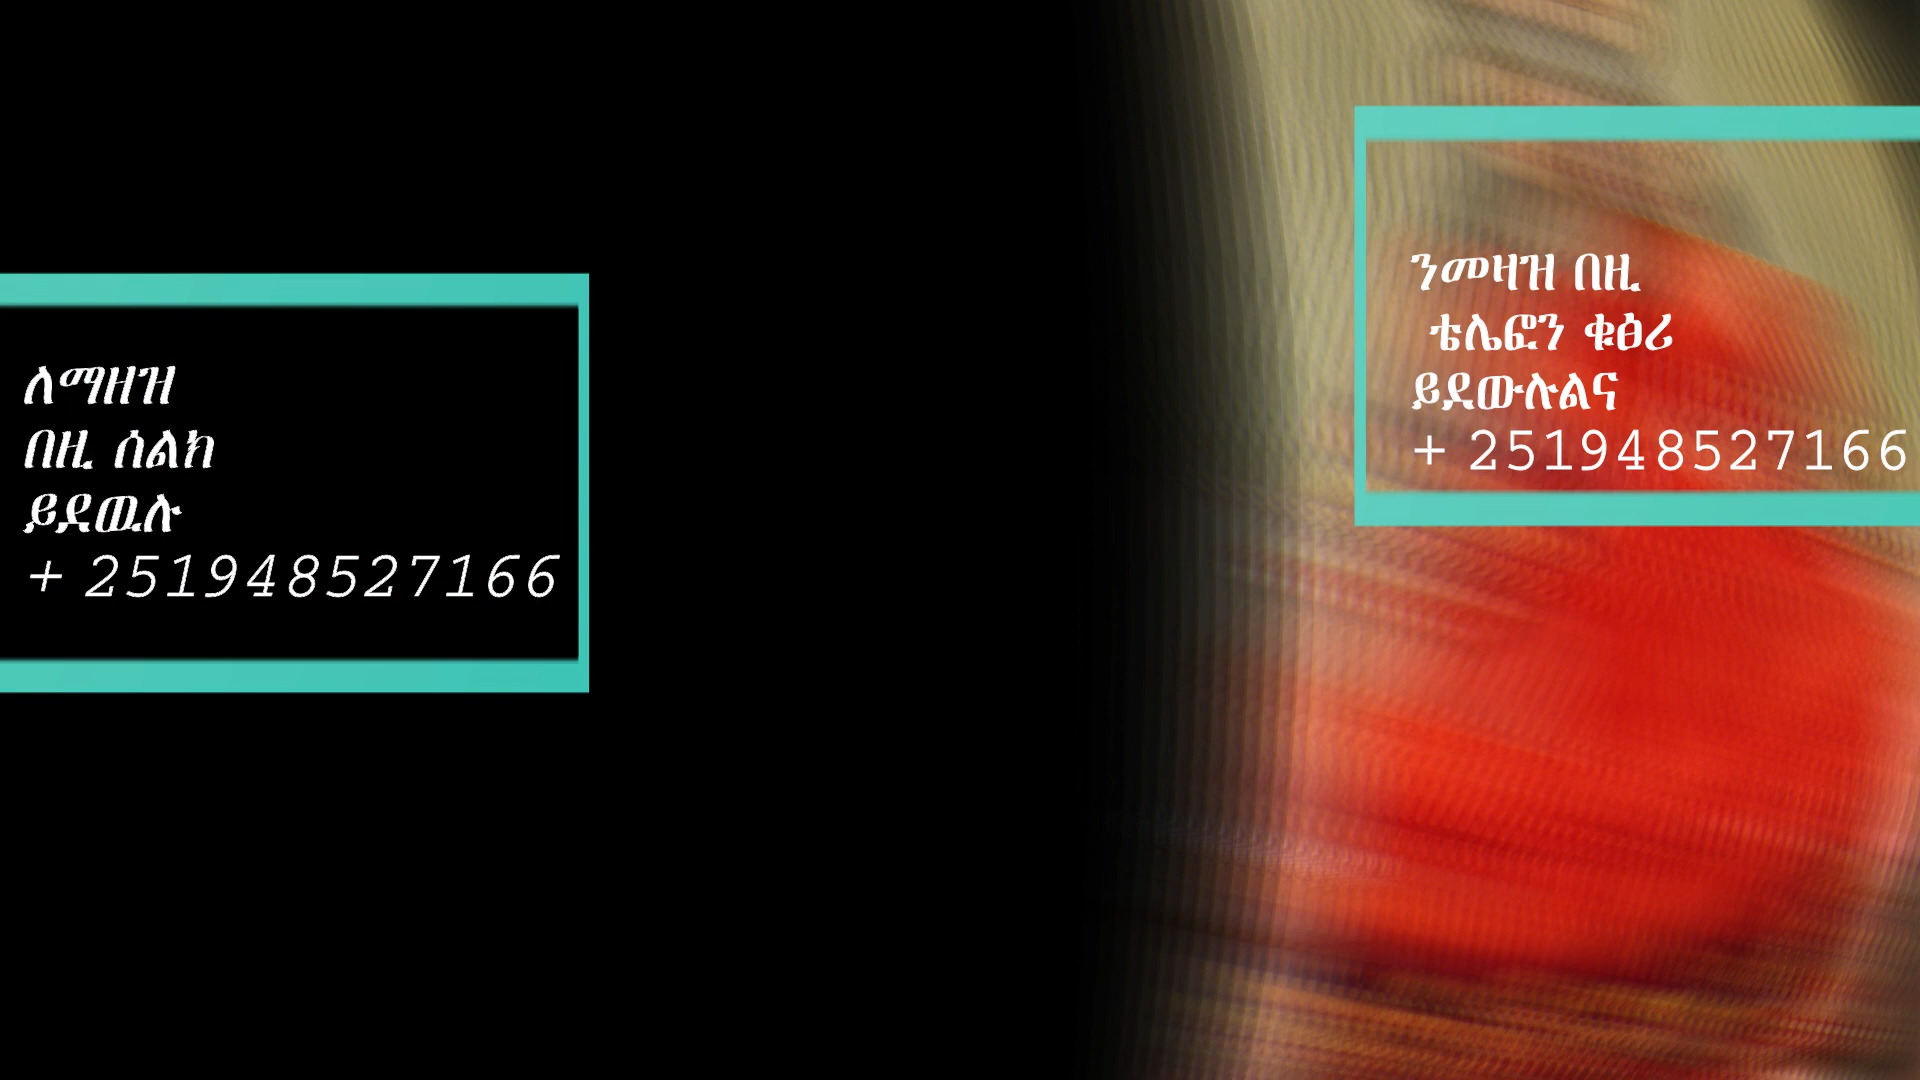 ለማዘዝ
በዚ ስልክ
ይደዉሉ
+ 251948527166
ንመዛዝ በዚ
ቴሌፎን ቁፅሪ
ይደውሉልና
+ 251948527166